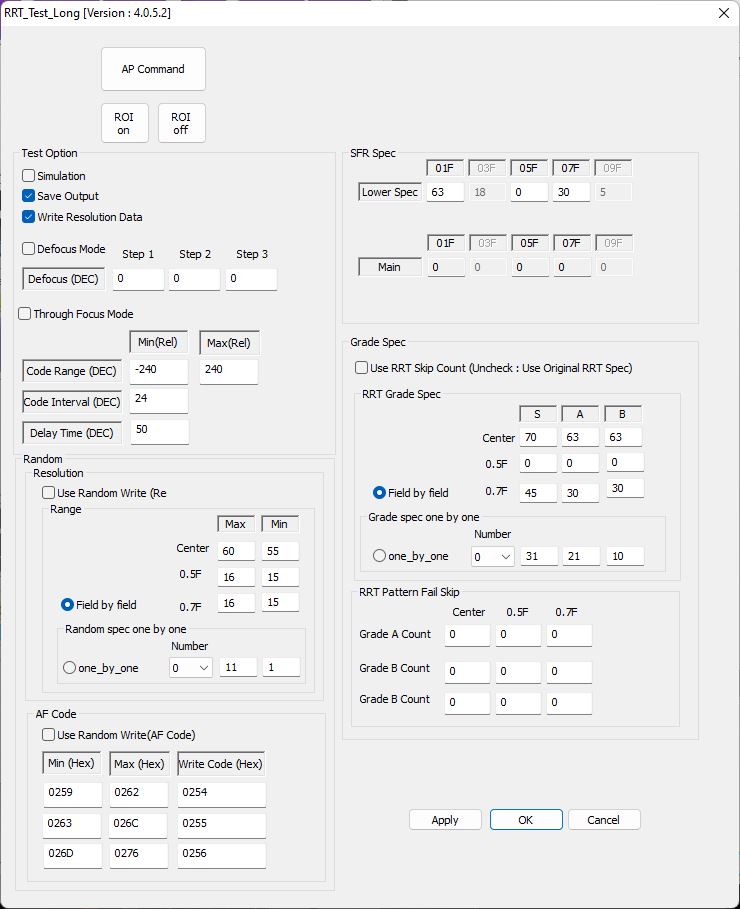 RRT_Test_Long [Version : 4.0.5.2]
AP Command
ROI on
ROI off
Test Option
Simulation
Save Output
Write Resolution Data
Defocus Mode Step 1 Step 2 Step 3
Defocus (DEC) 0 0 0
Through Focus Mode
Min(Rel) Max(Rel)
Code Range (DEC) -240 240
Code Interval (DEC) 24
Delay Time (DEC) 50
Random
Resolution
Use Random Write (Re
Range
Max Min
Center 60 55
0.5F 16 15
Field by field
0.7F 16 15
Random spec one by one
Number
one_by_one 0 11 1
AF Code
Use Random Write(AF Code)
Min (Hex) Max (Hex) Write Code (Hex)
0259 0262 0254
0263 026C 0255
026D 0276 0256
SFR Spec
01F 03F 05F 07F 09F
Lower Spec 63 18 0 30 5
01F 03F 05F 07F 09F
Main 0 0 0 0 0
Grade Spec
Use RRT Skip Count (Uncheck : Use Original RRT Spec)
RRT Grade Spec
S A B
Center 70 63 63
0.5F 0 0 0
Field by field 0.7F 45 30 30
Grade spec one by one
Number
one_by_one 0 31 21 10
RRT Pattern Fail Skip
Center 0.5F 0.7F
Grade A Count 0 0 0
Grade B Count 0 0 0
Grade B Count 0 0 0
Apply OK Cancel